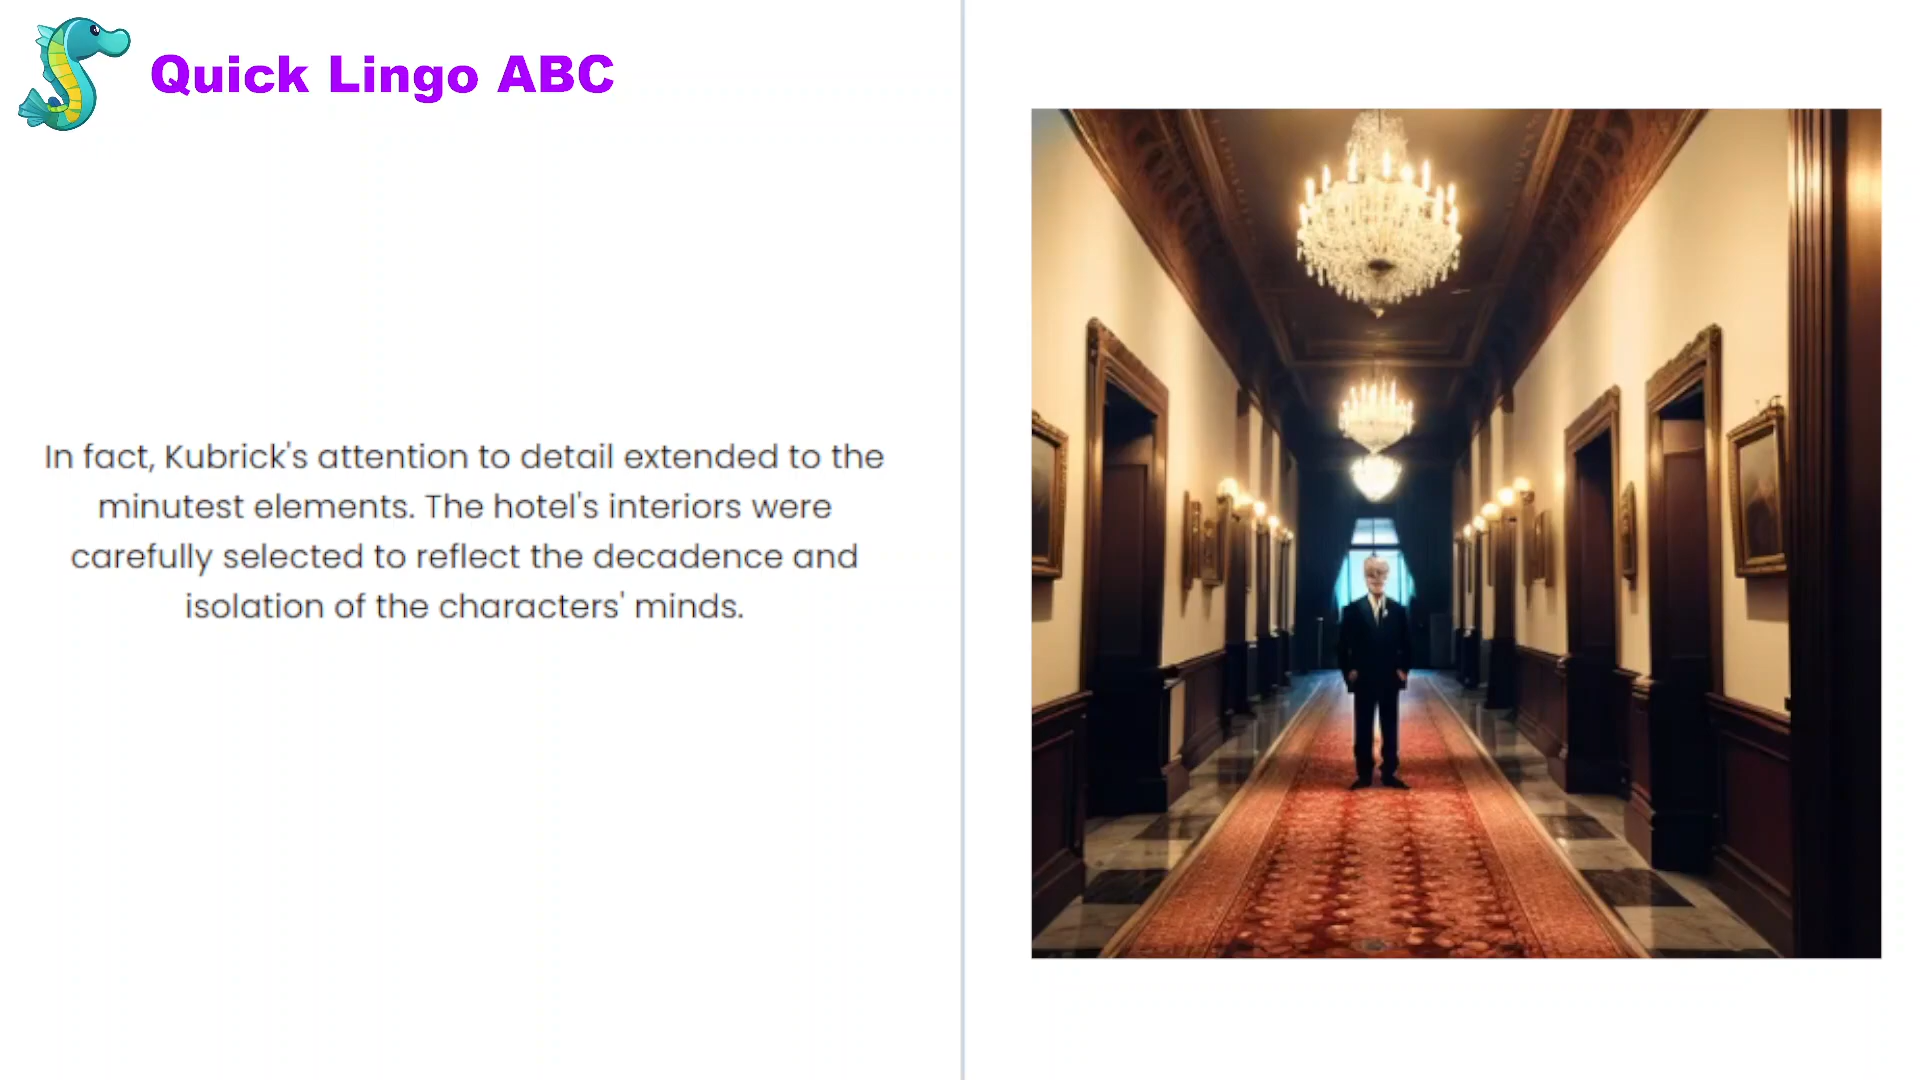 Quick Lingo ABC
In fact, Kubrick's attention to detail extended to the
minutest elements. The hotel's interiors were
carefully selected to reflect the decadence and
isolation of the characters' minds.